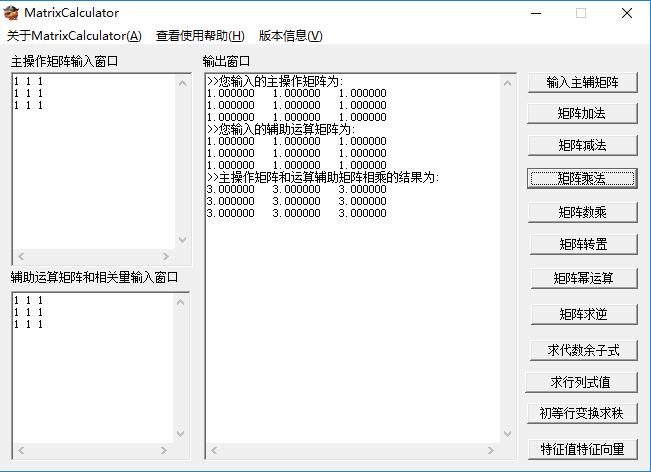 MatrixCalculator
关于MatrixCalculator(A) 查看使用帮助(H) 版本信息(V)
主操作矩阵输入窗口
1 1 1
1 1 1
1 1 1
辅助运算矩阵和相关量输入窗口
1 1 1
1 1 1
1 1 1
输出窗口
>>您输入的主操作矩阵为:
1.000000 1.000000 1.000000
1.000000 1.000000 1.000000
1.000000 1.000000 1.000000
>>您输入的辅助运算矩阵为:
1.000000 1.000000 1.000000
1.000000 1.000000 1.000000
1.000000 1.000000 1.000000
>>主操作矩阵和运算辅助矩阵相乘的结果为:
3.000000 3.000000 3.000000
3.000000 3.000000 3.000000
3.000000 3.000000 3.000000
输入主辅矩阵
矩阵加法
矩阵减法
矩阵乘法
矩阵数乘
矩阵转置
矩阵幂运算
矩阵求逆
求代数余子式
求行列式值
初等行变换求秩
特征值特征向量